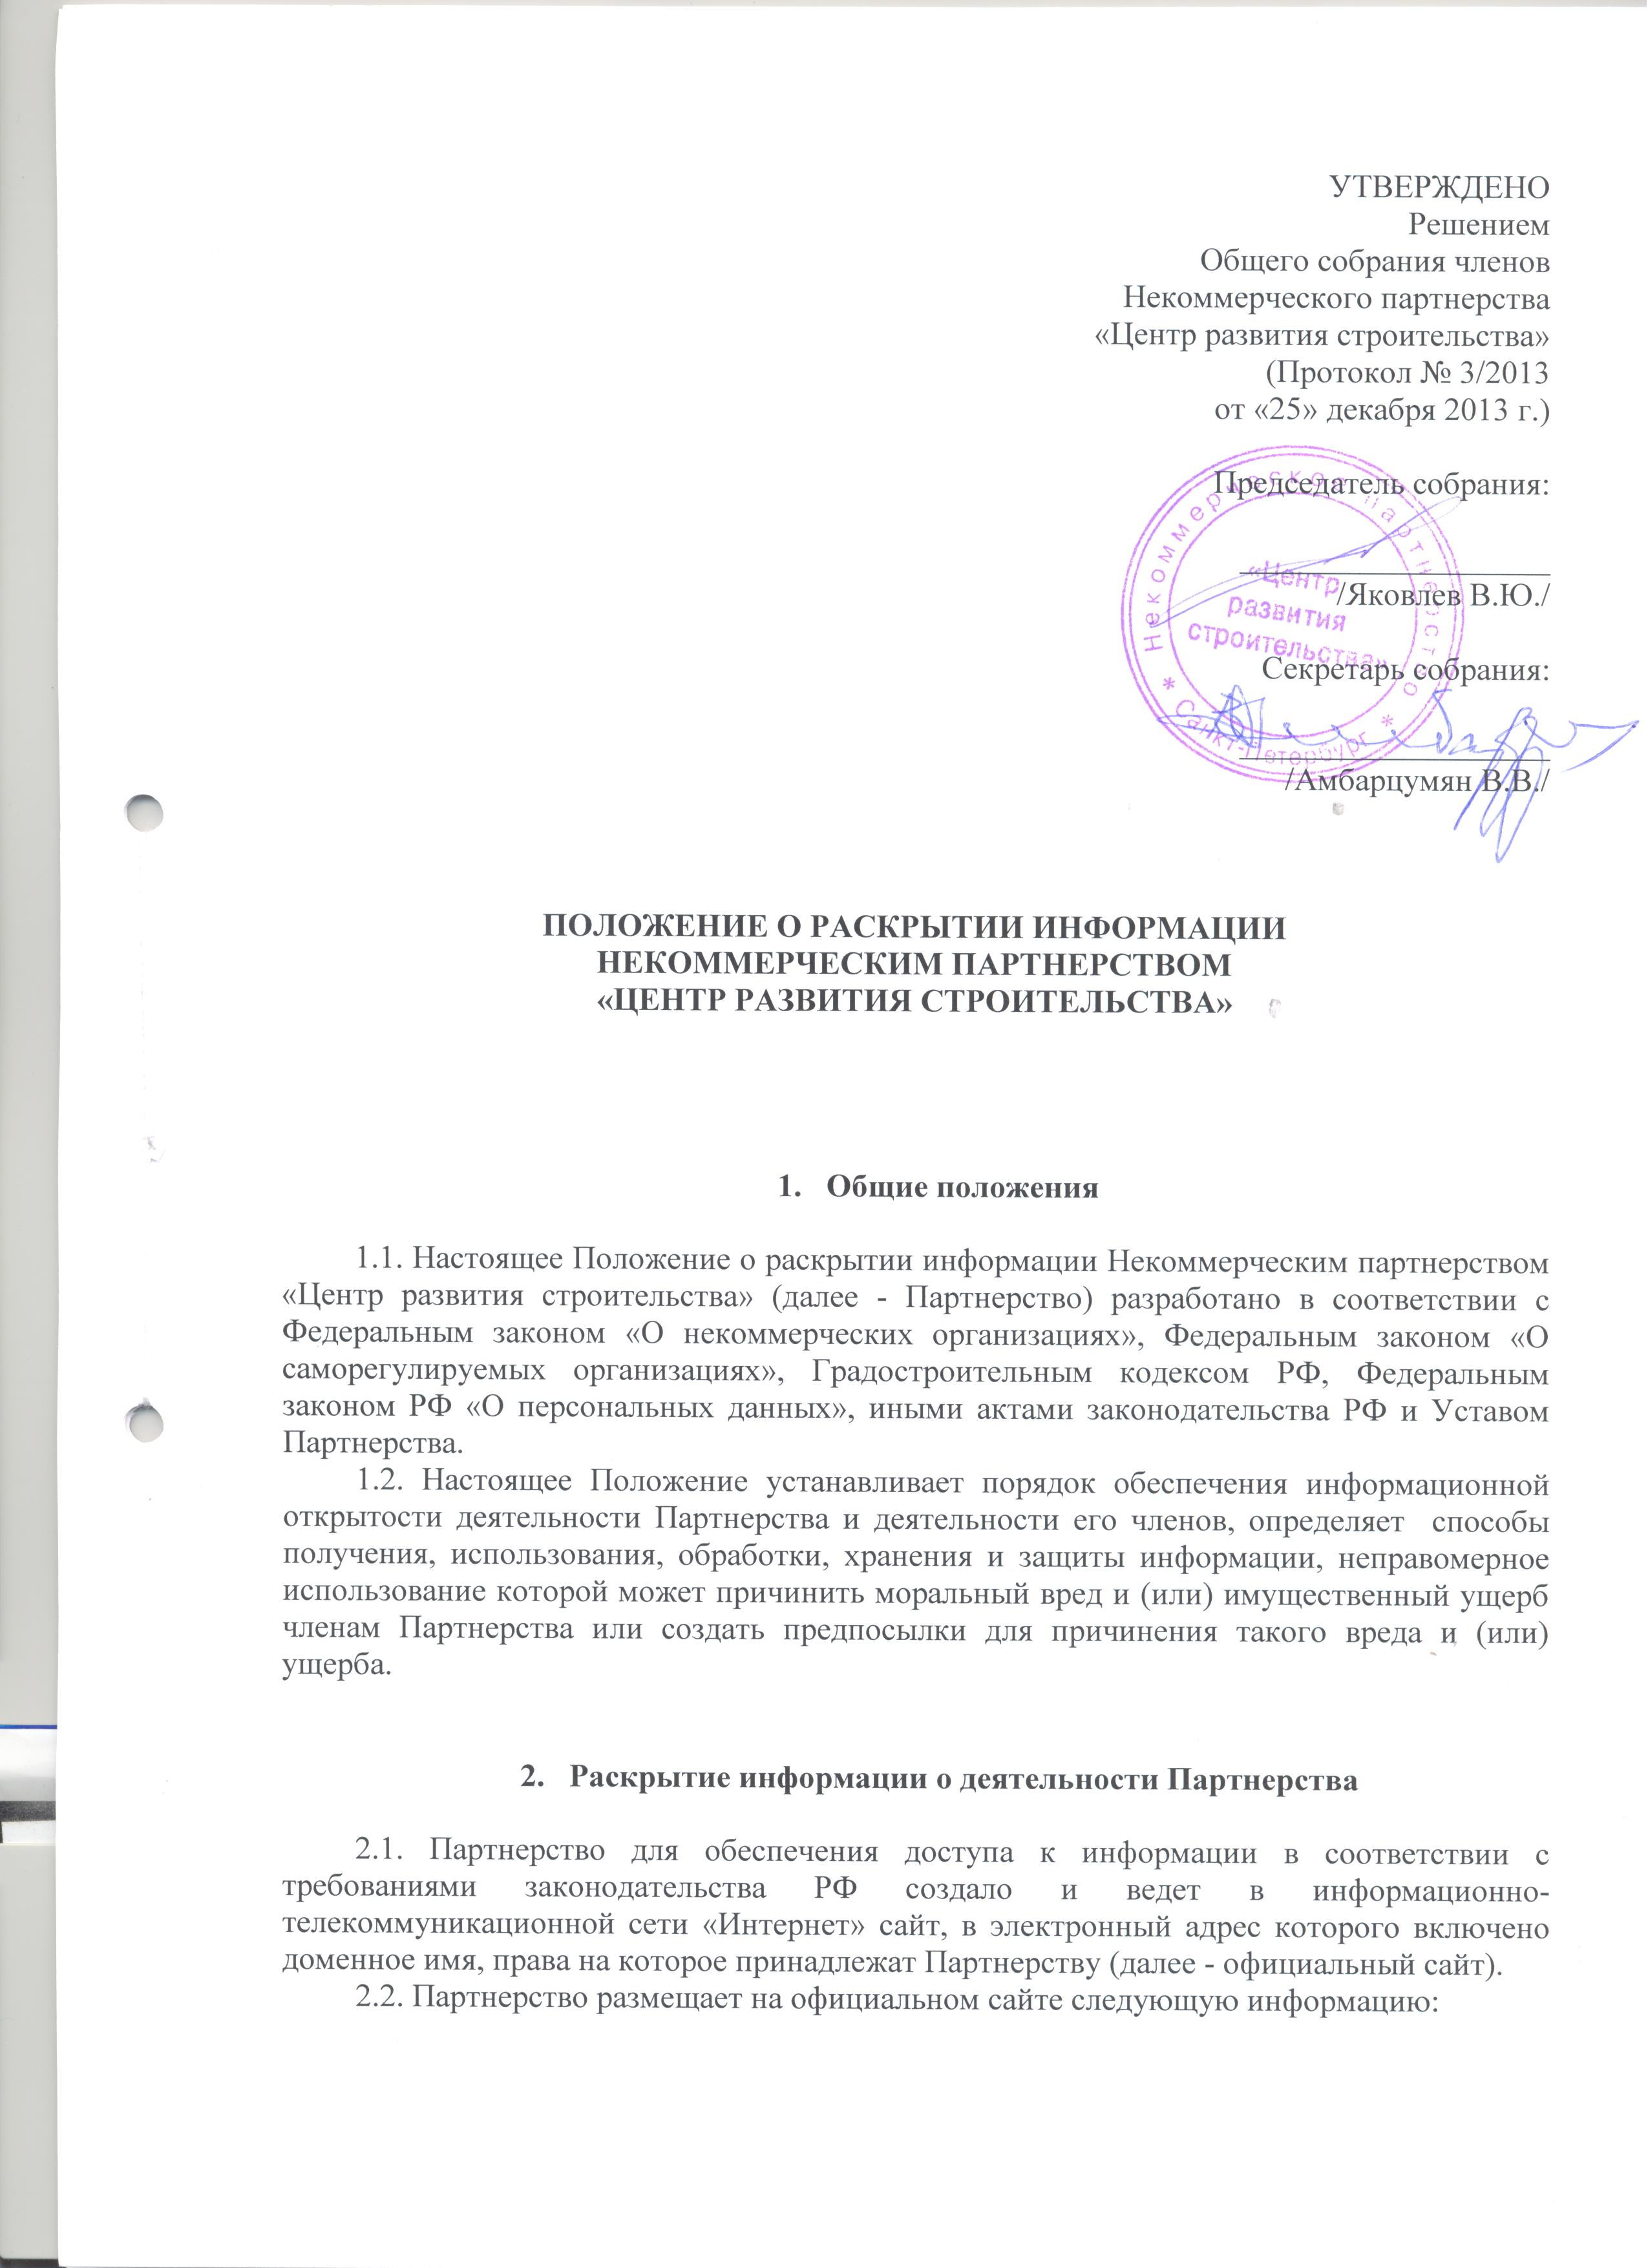 УТВЕРЖДЕНО
Решением
Общего собрания членов
Некоммерческого партнерства
«Центр развития строительства»
(Протокол № 3/2013
от «25» декабря 2013 г.)
Председатель собрания:
/Яковлев В.Ю./
Секретарь собрания:
/Амбарцумян В.В./
Некоммерческое партнерство
* Санкт-Петербург *
«Центр
развития
строительства»
ПОЛОЖЕНИЕ О РАСКРЫТИИ ИНФОРМАЦИИ
НЕКОММЕРЧЕСКИМ ПАРТНЕРСТВОМ
«ЦЕНТР РАЗВИТИЯ СТРОИТЕЛЬСТВА»
1. Общие положения
1.1. Настоящее Положение о раскрытии информации Некоммерческим партнерством
«Центр развития строительства» (далее - Партнерство) разработано в соответствии с
Федеральным законом «О некоммерческих организациях», Федеральным законом «О
саморегулируемых организациях», Градостроительным кодексом РФ, Федеральным
законом РФ «О персональных данных», иными актами законодательства РФ и Уставом
Партнерства.
1.2. Настоящее Положение устанавливает порядок обеспечения информационной
открытости деятельности Партнерства и деятельности его членов, определяет способы
получения, использования, обработки, хранения и защиты информации, неправомерное
использование которой может причинить моральный вред и (или) имущественный ущерб
членам Партнерства или создать предпосылки для причинения такого вреда и (или)
ущерба.
2. Раскрытие информации о деятельности Партнерства
2.1. Партнерство для обеспечения доступа к информации в соответствии с
требованиями законодательства РФ создало и ведет в информационно-
телекоммуникационной сети «Интернет» сайт, в электронный адрес которого включено
доменное имя, права на которое принадлежат Партнерству (далее - официальный сайт).
2.2. Партнерство размещает на официальном сайте следующую информацию: